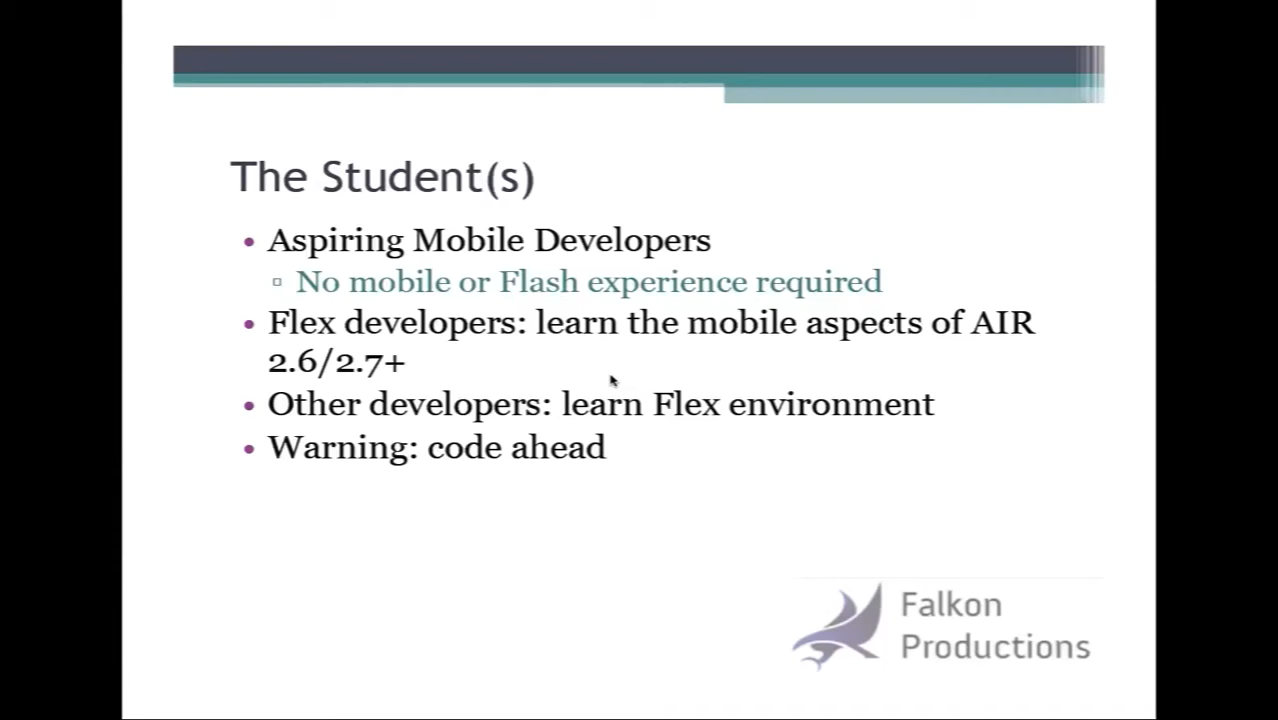 The Student(s)
• Aspiring Mobile Developers
▫ No mobile or Flash experience required
• Flex developers: learn the mobile aspects of AIR
2.6/2.7+
• Other developers: learn Flex environment
• Warning: code ahead
Falkon
Productions